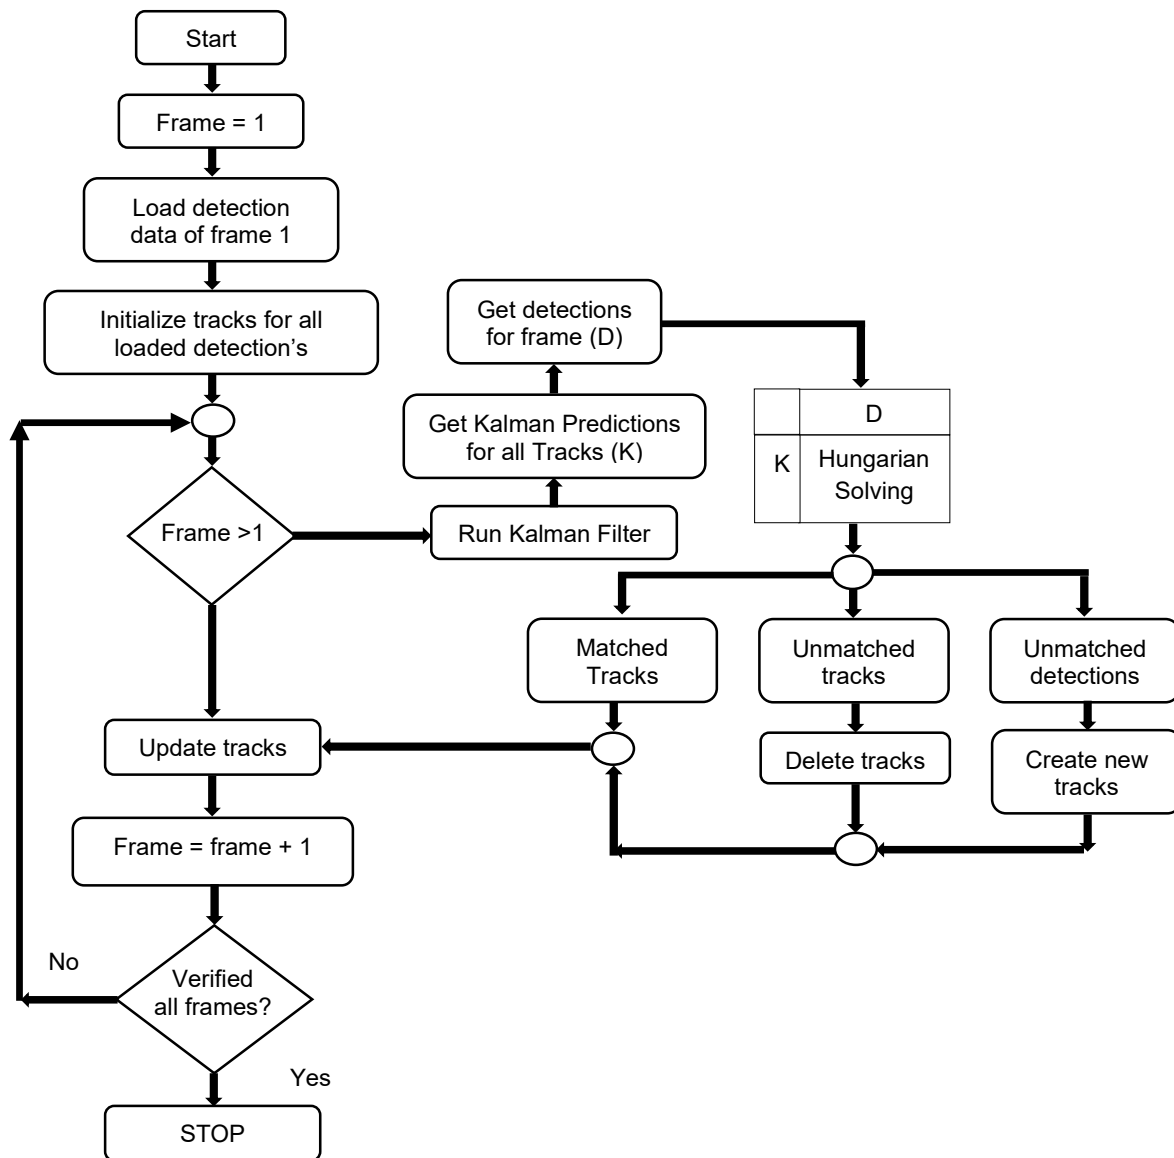 Start
Frame = 1
Load detection
data of frame 1
Initialize tracks for all
loaded detection’s
Frame >1
Run Kalman Filter
Get Kalman Predictions
for all Tracks (K)
Get detections
for frame (D)
D
K
Hungarian
Solving
Matched
Tracks
Unmatched
tracks
Unmatched
detections
Delete tracks
Create new
tracks
Update tracks
Frame = frame + 1
Verified
all frames?
No
Yes
STOP